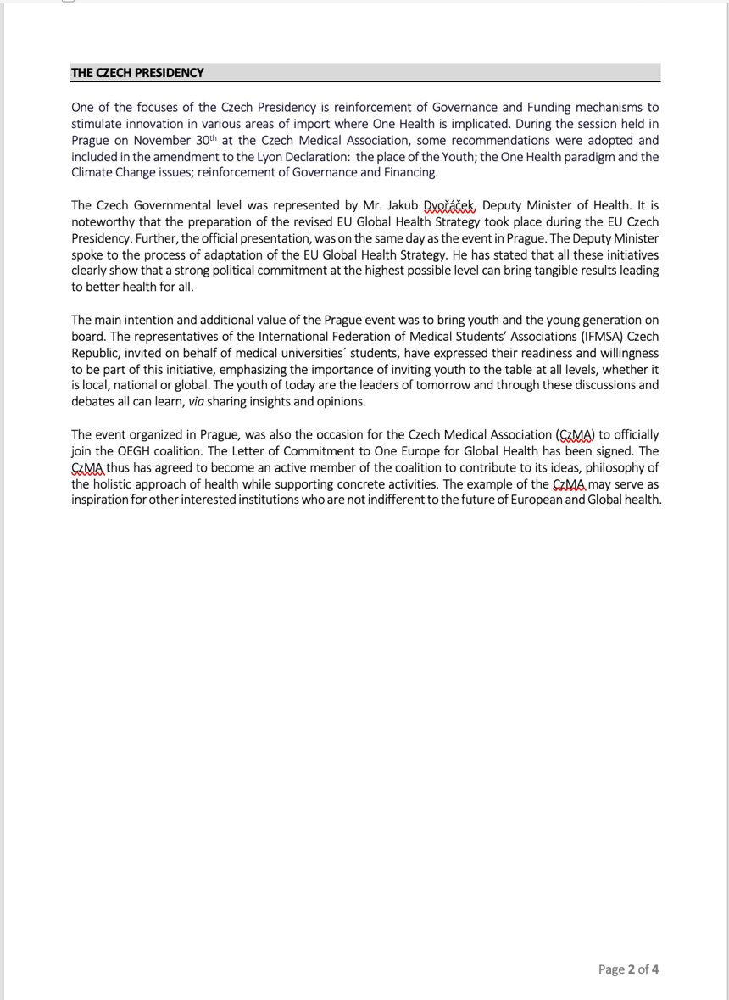 THE CZECH PRESIDENCY
One of the focuses of the Czech Presidency is reinforcement of Governance and Funding mechanisms to
stimulate innovation in various areas of import where One Health is implicated. During the session held in
Prague on November 30th at the Czech Medical Association, some recommendations were adopted and
included in the amendment to the Lyon Declaration:  the place of the Youth; the One Health paradigm and the
Climate Change issues; reinforcement of Governance and Financing.
The Czech Governmental level was represented by Mr. Jakub Dvořáček, Deputy Minister of Health. It is
noteworthy that the preparation of the revised EU Global Health Strategy took place during the EU Czech
Presidency. Further, the official presentation, was on the same day as the event in Prague. The Deputy Minister
spoke to the process of adaptation of the EU Global Health Strategy. He has stated that all these initiatives
clearly show that a strong political commitment at the highest possible level can bring tangible results leading
to better health for all.
The main intention and additional value of the Prague event was to bring youth and the young generation on
board. The representatives of the International Federation of Medical Students’ Associations (IFMSA) Czech
Republic, invited on behalf of medical universities´ students, have expressed their readiness and willingness
to be part of this initiative, emphasizing the importance of inviting youth to the table at all levels, whether it
is local, national or global. The youth of today are the leaders of tomorrow and through these discussions and
debates all can learn, via sharing insights and opinions.
The event organized in Prague, was also the occasion for the Czech Medical Association (CzMA) to officially
join the OEGH coalition. The Letter of Commitment to One Europe for Global Health has been signed. The
CzMA thus has agreed to become an active member of the coalition to contribute to its ideas, philosophy of
the holistic approach of health while supporting concrete activities. The example of the CzMA may serve as
inspiration for other interested institutions who are not indifferent to the future of European and Global health.
Page 2 of 4